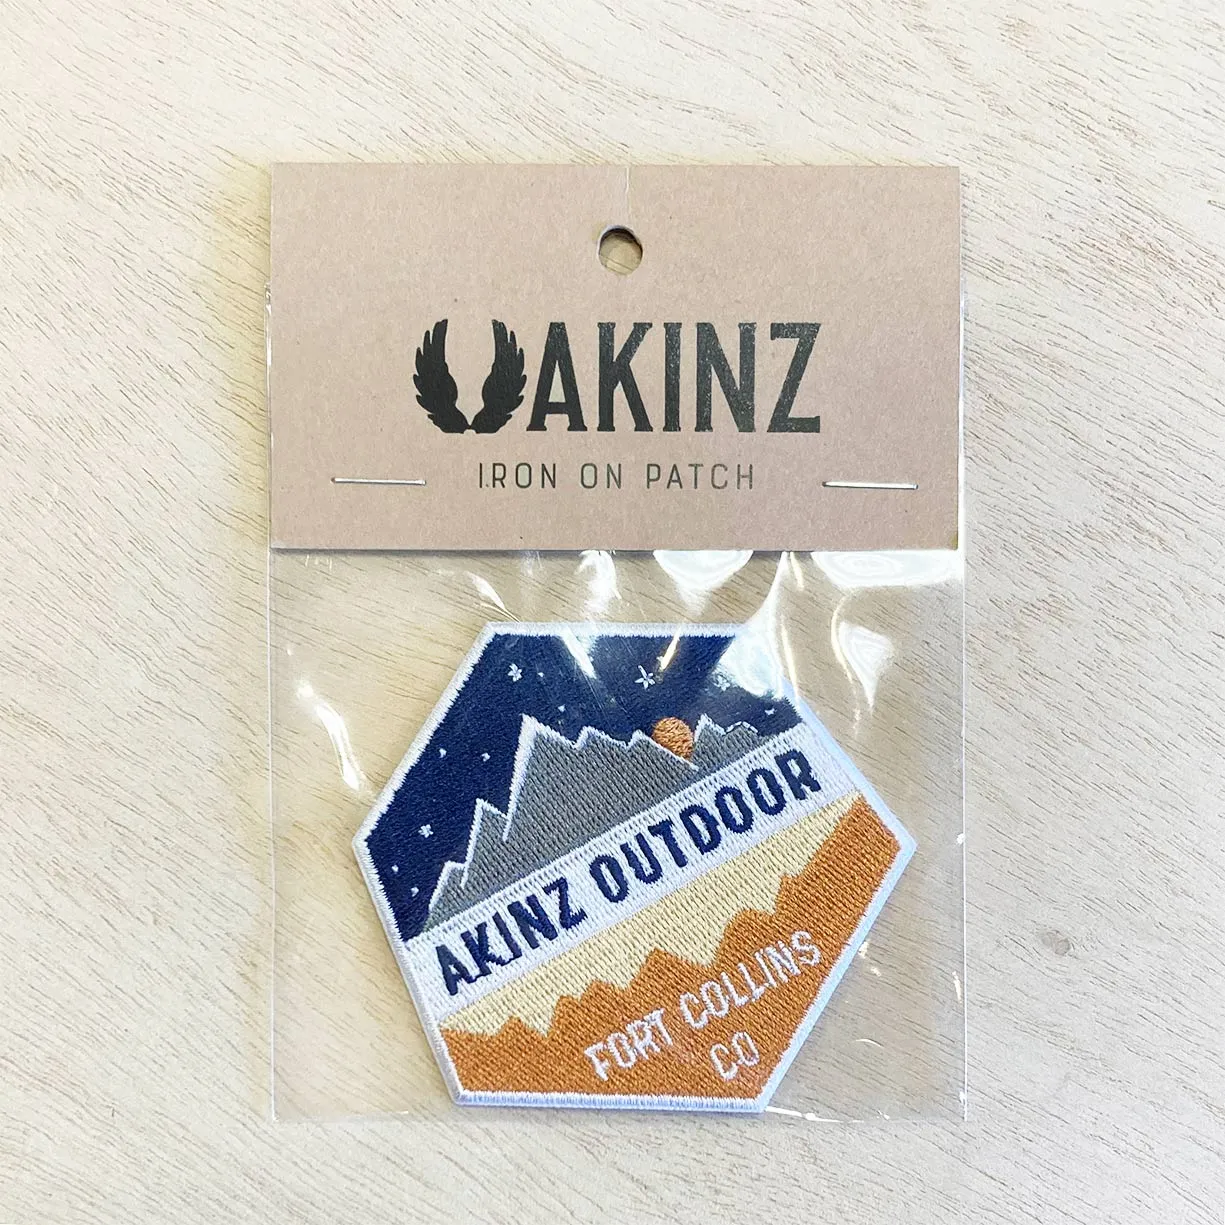 AKINZ
IRON ON PATCH
AKINZ OUTDOOR
FORT COLLINS
CO